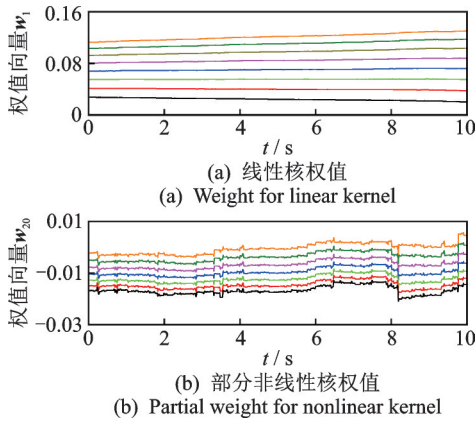 权值向量w₁
0.16
0.08
0
0 2 4 6 8 10
t / s
(a) 线性核权值
(a) Weight for linear kernel
权值向量w₂₀
0.01
−0.01
−0.03
0 2 4 6 8 10
t / s
(b) 部分非线性核权值
(b) Partial weight for nonlinear kernel